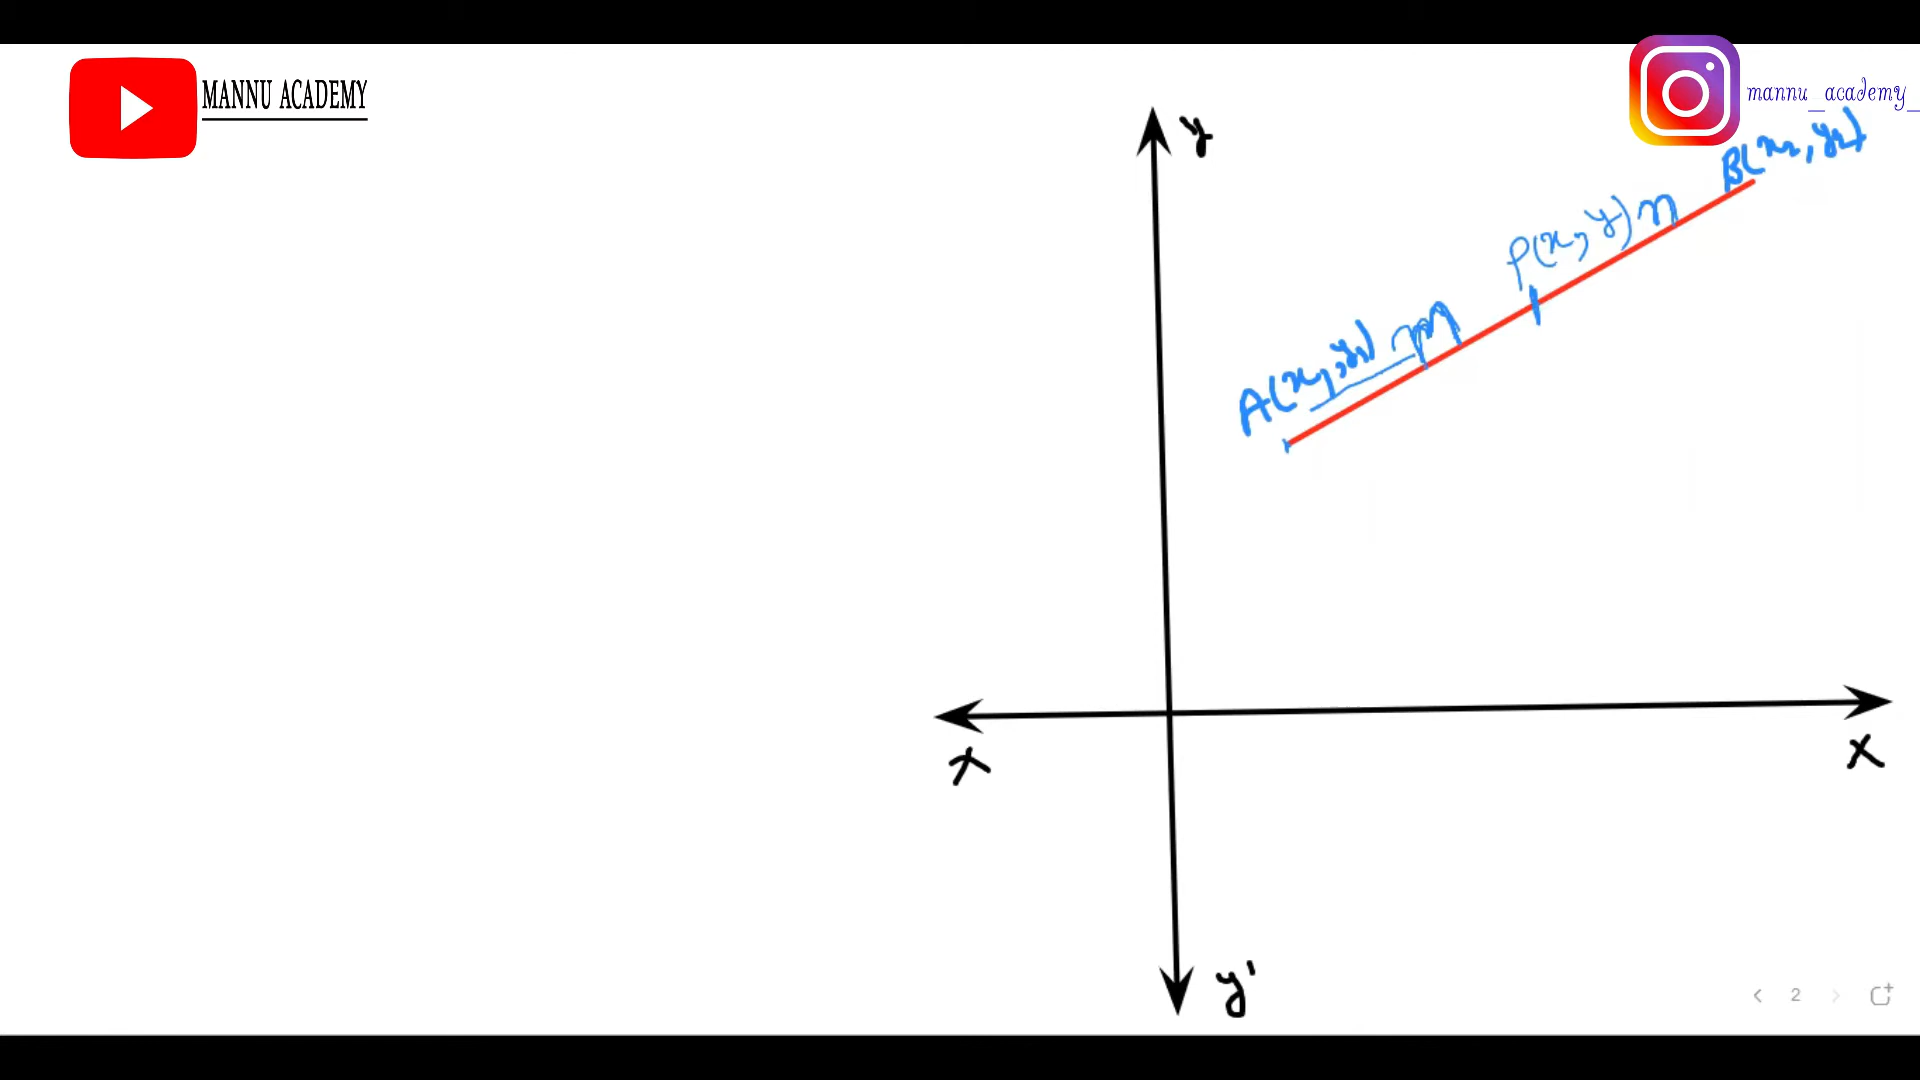 MANNU ACADEMY
mannu_academy_
y
B(x₂, y₂)
P(x, y) n
A(x₁, y₁) m
X
X
y'
2